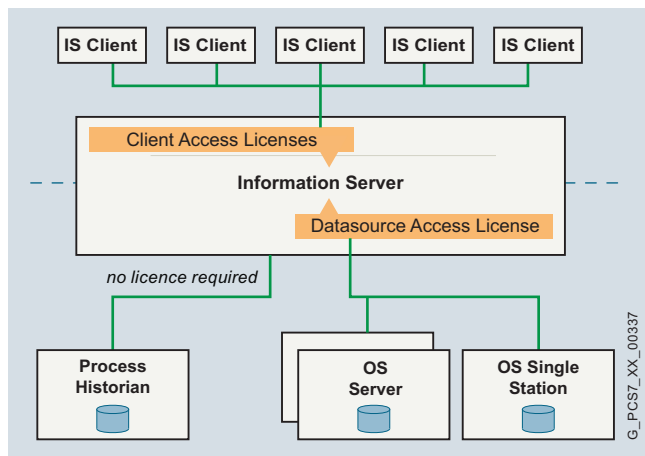 IS Client IS Client IS Client IS Client IS Client
Client Access Licenses
Information Server
Datasource Access License
no licence required
Process
Historian
OS
Server
OS Single
Station
G_PCS7_XX_00337